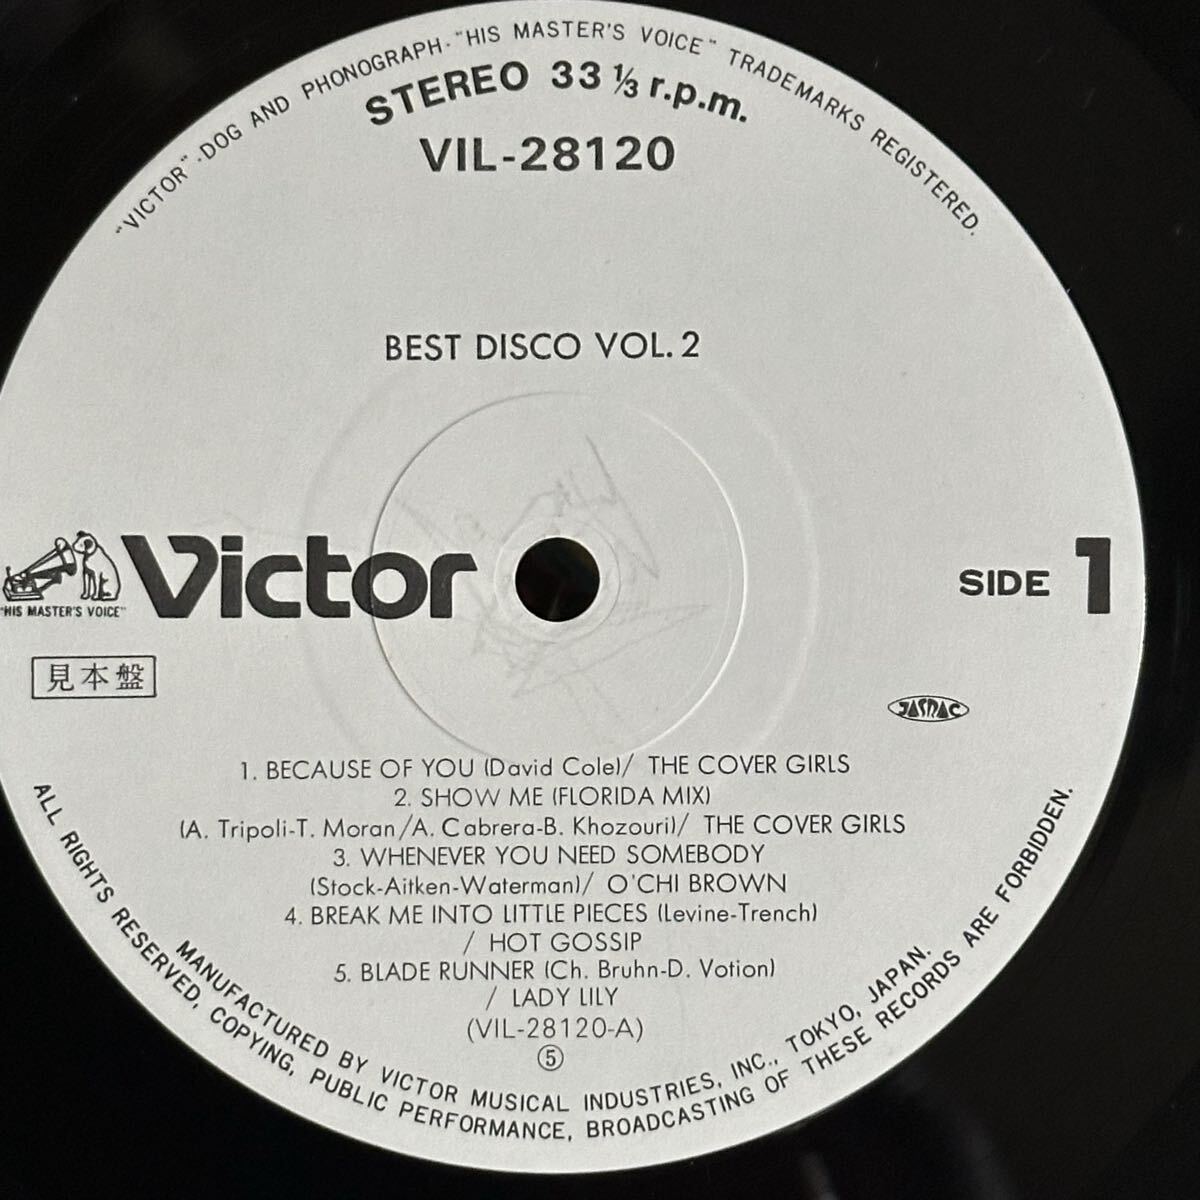 "VICTOR"-DOG AND PHONOGRAPH-"HIS MASTER'S VOICE" TRADEMARKS REGISTERED.
STEREO 33 1/3 r.p.m.
VIL-28120
BEST DISCO VOL. 2
Victor
"HIS MASTER'S VOICE"
SIDE 1
見本盤
JASRAC
1. BECAUSE OF YOU (David Cole)/ THE COVER GIRLS
2. SHOW ME (FLORIDA MIX)
(A. Tripoli-T. Moran/A. Cabrera-B. Khozouri)/ THE COVER GIRLS
3. WHENEVER YOU NEED SOMEBODY
(Stock-Aitken-Waterman)/ O'CHI BROWN
4. BREAK ME INTO LITTLE PIECES (Levine-Trench)
/ HOT GOSSIP
5. BLADE RUNNER (Ch. Bruhn-D. Votion)
/ LADY LILY
(VIL-28120-A)
⑤
MANUFACTURED BY VICTOR MUSICAL INDUSTRIES, INC., TOKYO, JAPAN.
ALL RIGHTS RESERVED, COPYING, PUBLIC PERFORMANCE, BROADCASTING OF THESE RECORDS ARE FORBIDDEN.